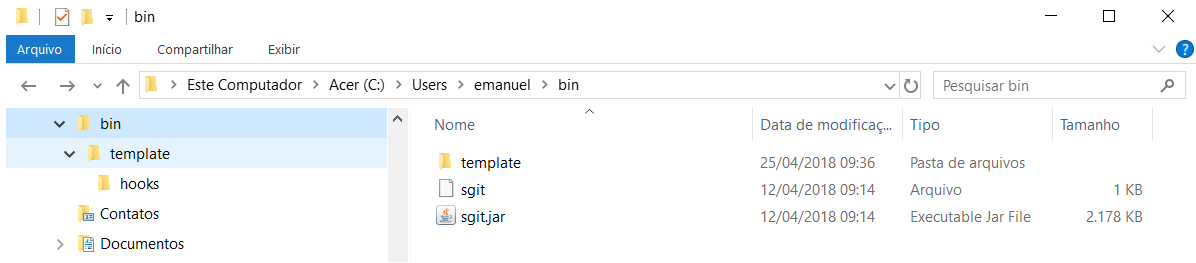 bin
Arquivo Início Compartilhar Exibir
Este Computador Acer (C:) Users emanuel bin Pesquisar bin
bin
template
hooks
Contatos
Documentos
Nome Data de modificaç... Tipo Tamanho
template 25/04/2018 09:36 Pasta de arquivos
sgit 12/04/2018 09:14 Arquivo 1 KB
sgit.jar 12/04/2018 09:14 Executable Jar File 2.178 KB